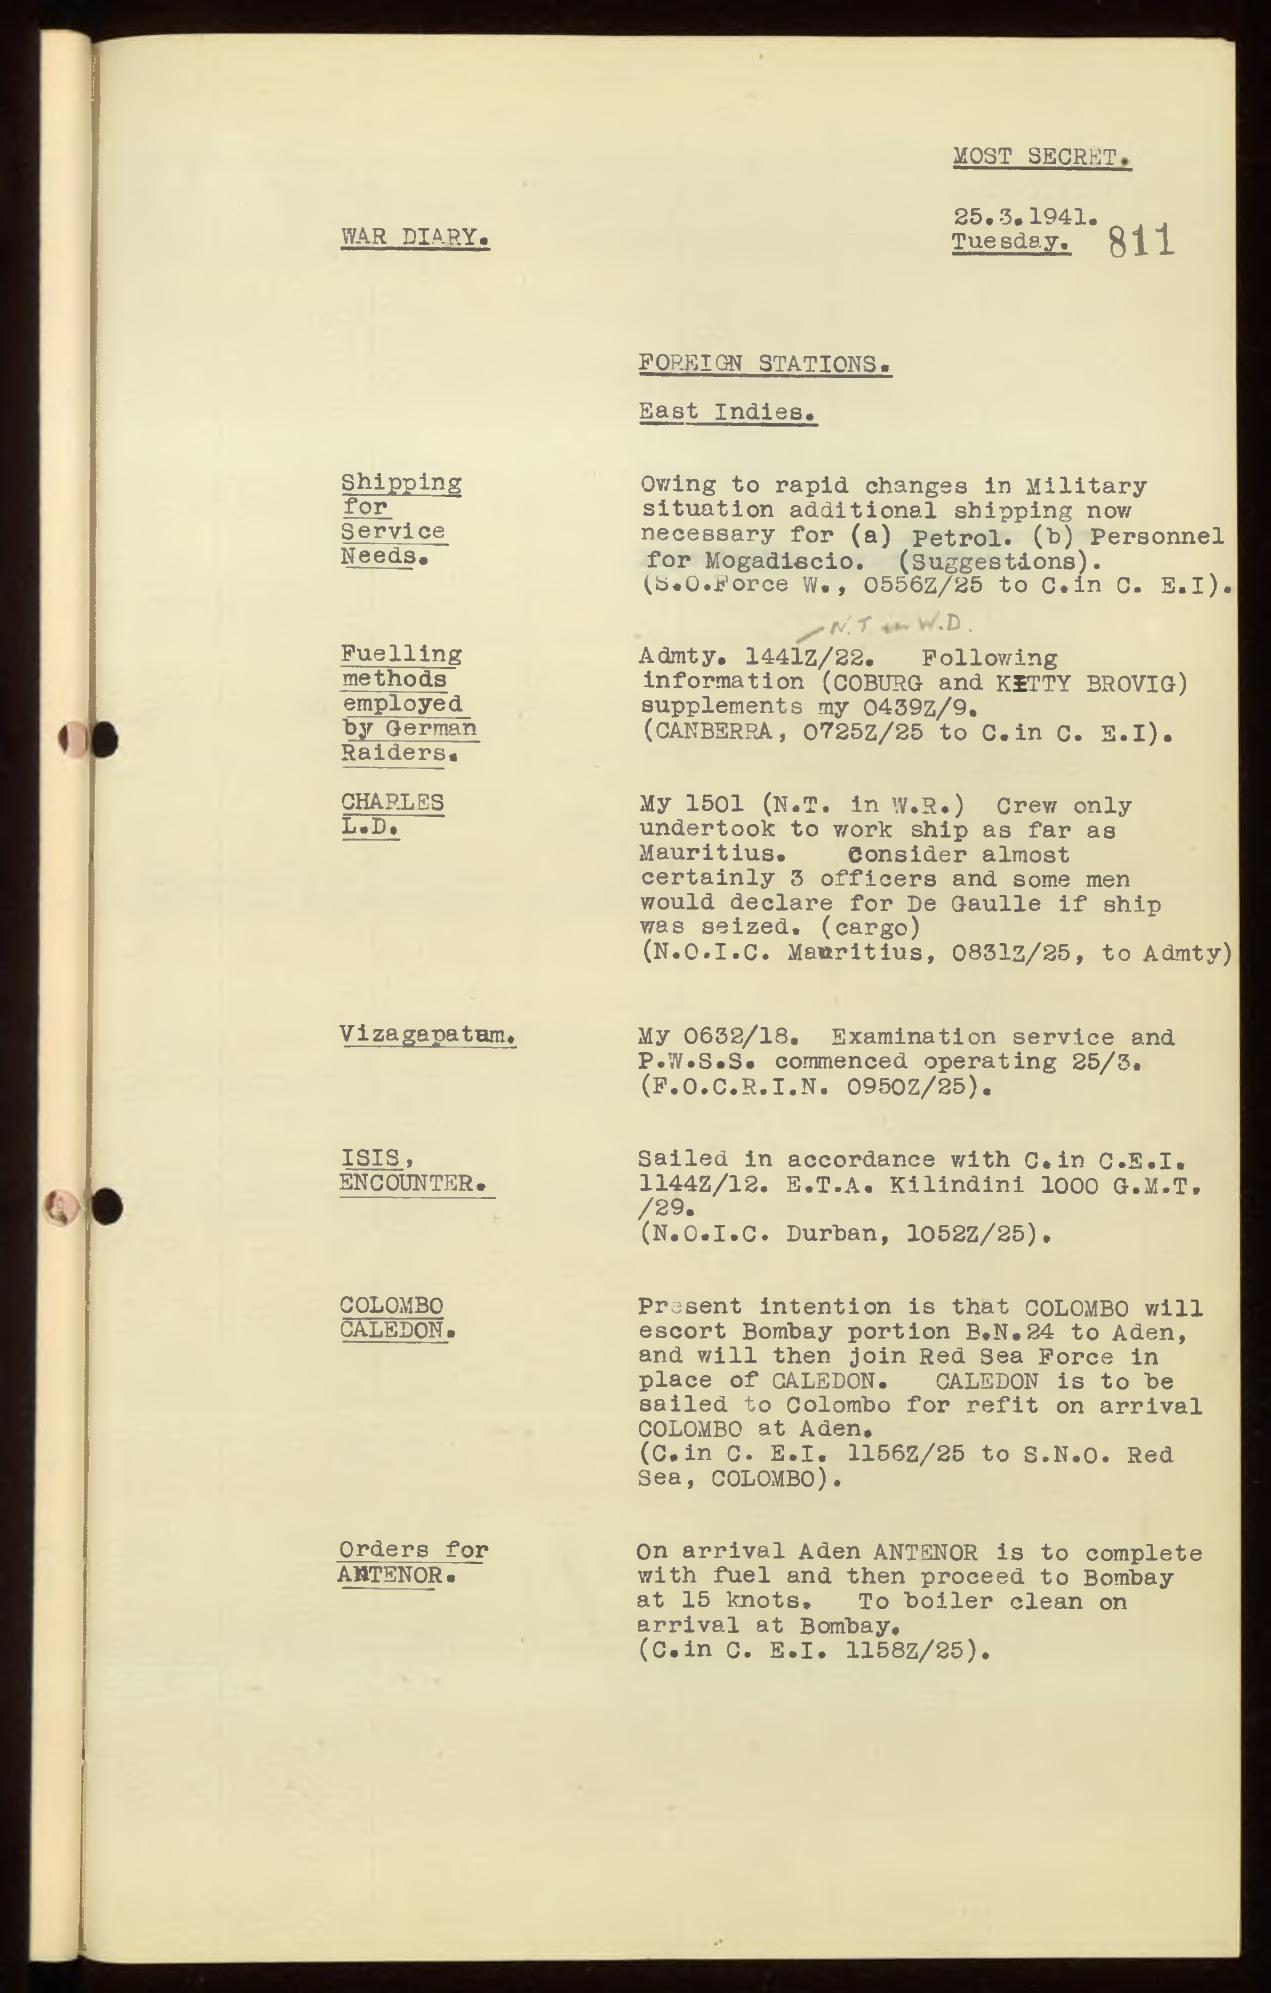 MOST SECRET.
25.3.1941.
WAR DIARY.
Tuesday. 811
FOREIGN STATIONS.
East Indies.
Shipping
for
Service
Needs.
Owing to rapid changes in Military
situation additional shipping now
necessary for (a) Petrol. (b) Personnel
for Mogadiscio. (Suggestions).
(S.O.Force W., 0556Z/25 to C.in C. E.I).
N.T. in W.D.
Fuelling
methods
employed
by German
Raiders.
Admty. 1441Z/22. Following
information (COBURG and KETTY BROVIG)
supplements my 0439Z/9.
(CANBERRA, 0725Z/25 to C.in C. E.I).
CHARLES
L.D.
My 1501 (N.T. in W.R.) Crew only
undertook to work ship as far as
Mauritius. Consider almost
certainly 3 officers and some men
would declare for De Gaulle if ship
was seized. (cargo)
(N.O.I.C. Mauritius, 0831Z/25, to Admty)
Vizagapatam.
My 0632/18. Examination service and
P.W.S.S. commenced operating 25/3.
(F.O.C.R.I.N. 0950Z/25).
ISIS,
ENCOUNTER.
Sailed in accordance with C.in C.E.I.
1144Z/12. E.T.A. Kilindini 1000 G.M.T.
/29.
(N.O.I.C. Durban, 1052Z/25).
COLOMBO
CALEDON.
Present intention is that COLOMBO will
escort Bombay portion B.N.24 to Aden,
and will then join Red Sea Force in
place of CALEDON. CALEDON is to be
sailed to Colombo for refit on arrival
COLOMBO at Aden.
(C.in C. E.I. 1156Z/25 to S.N.O. Red
Sea, COLOMBO).
Orders for
ANTENOR.
On arrival Aden ANTENOR is to complete
with fuel and then proceed to Bombay
at 15 knots. To boiler clean on
arrival at Bombay.
(C.in C. E.I. 1158Z/25).